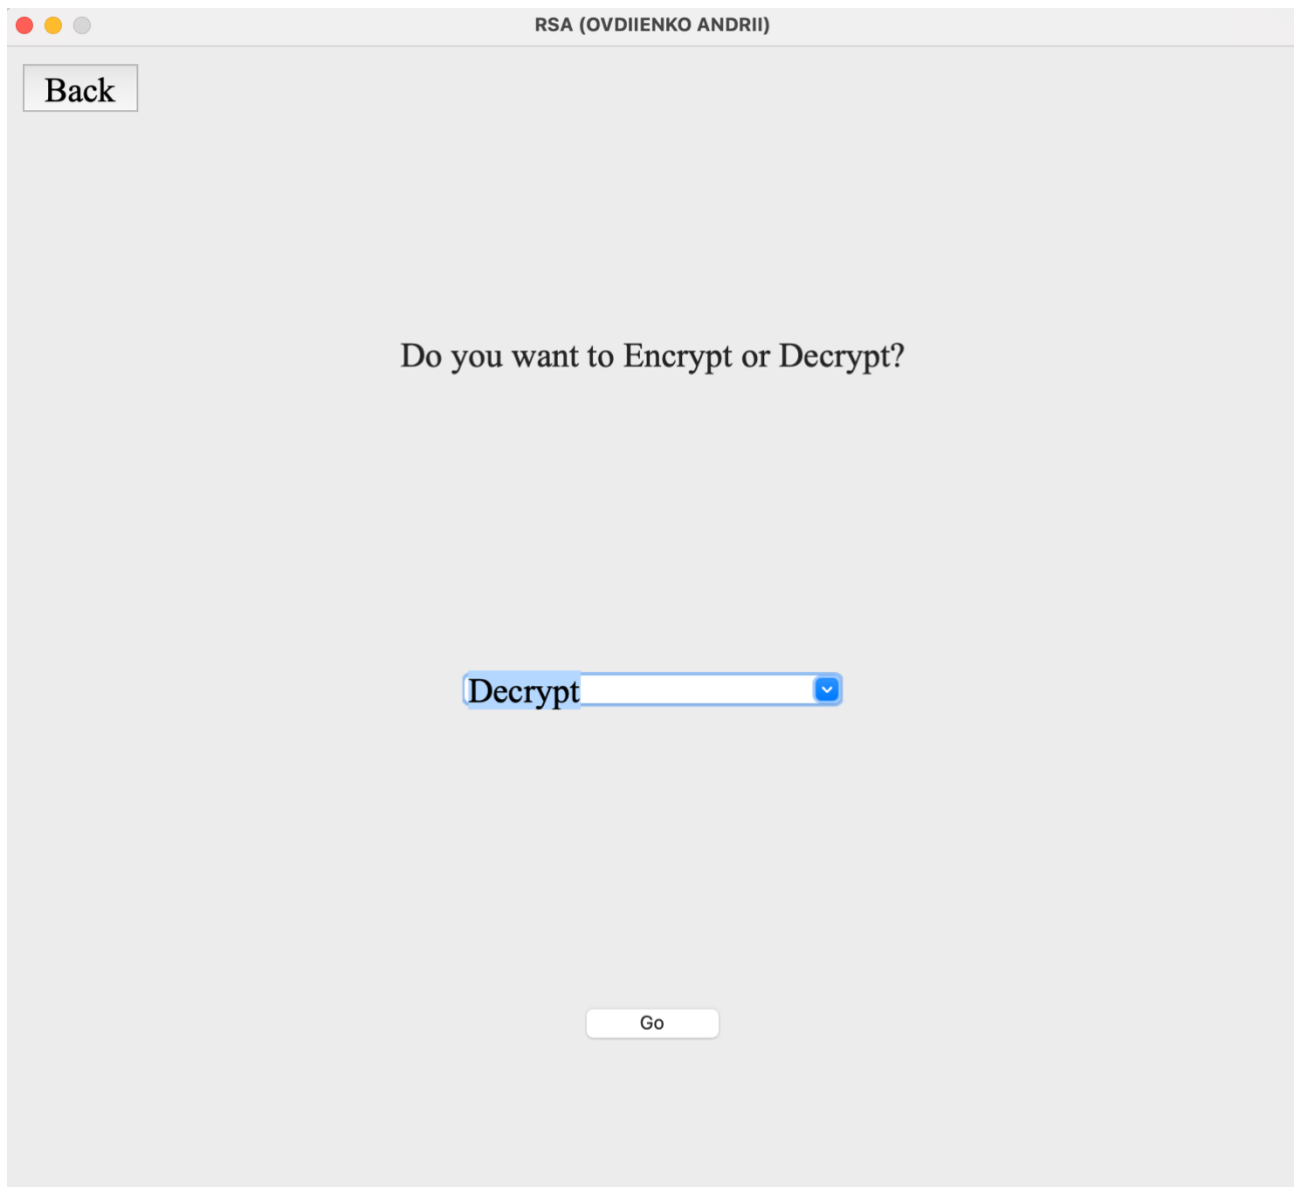 RSA (OVDIIENKO ANDRII)
Back
Do you want to Encrypt or Decrypt?
Decrypt
Go